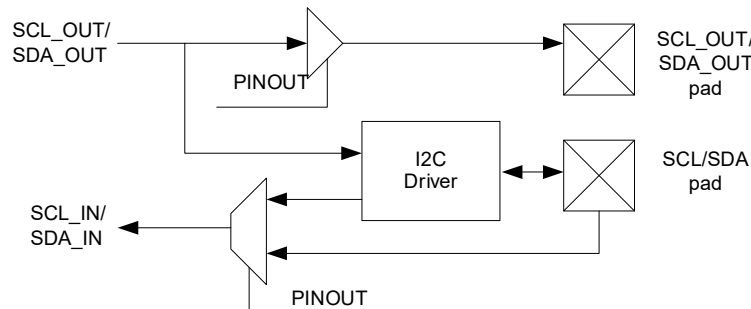 SCL_OUT/
SDA_OUT
SCL_OUT/
SDA_OUT
pad
PINOUT
I2C
Driver
SCL/SDA
pad
SCL_IN/
SDA_IN
PINOUT